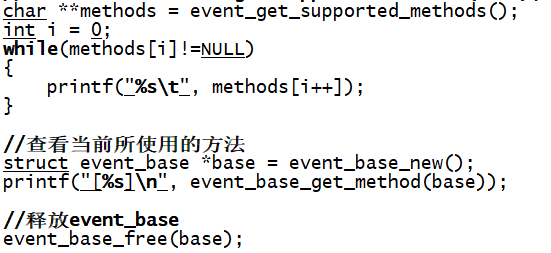 char **methods = event_get_supported_methods();
int i = 0;
while(methods[i]!=NULL)
{
    printf("%s\t", methods[i++]);
}
//查看当前所使用的方法
struct event_base *base = event_base_new();
printf("[%s]\n", event_base_get_method(base));
//释放event_base
event_base_free(base);